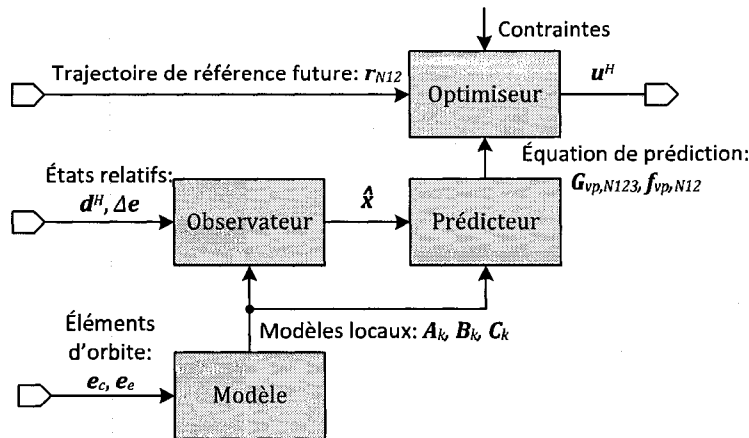 Contraintes
Trajectoire de référence future: r_N12
Optimiseur
u^H
Équation de prédiction:
G_vp,N123, f_vp,N12
États relatifs:
d^H, Δe
Observateur
x̂
Prédicteur
Modèles locaux: A_k, B_k, C_k
Éléments
d'orbite:
e_c, e_e
Modèle